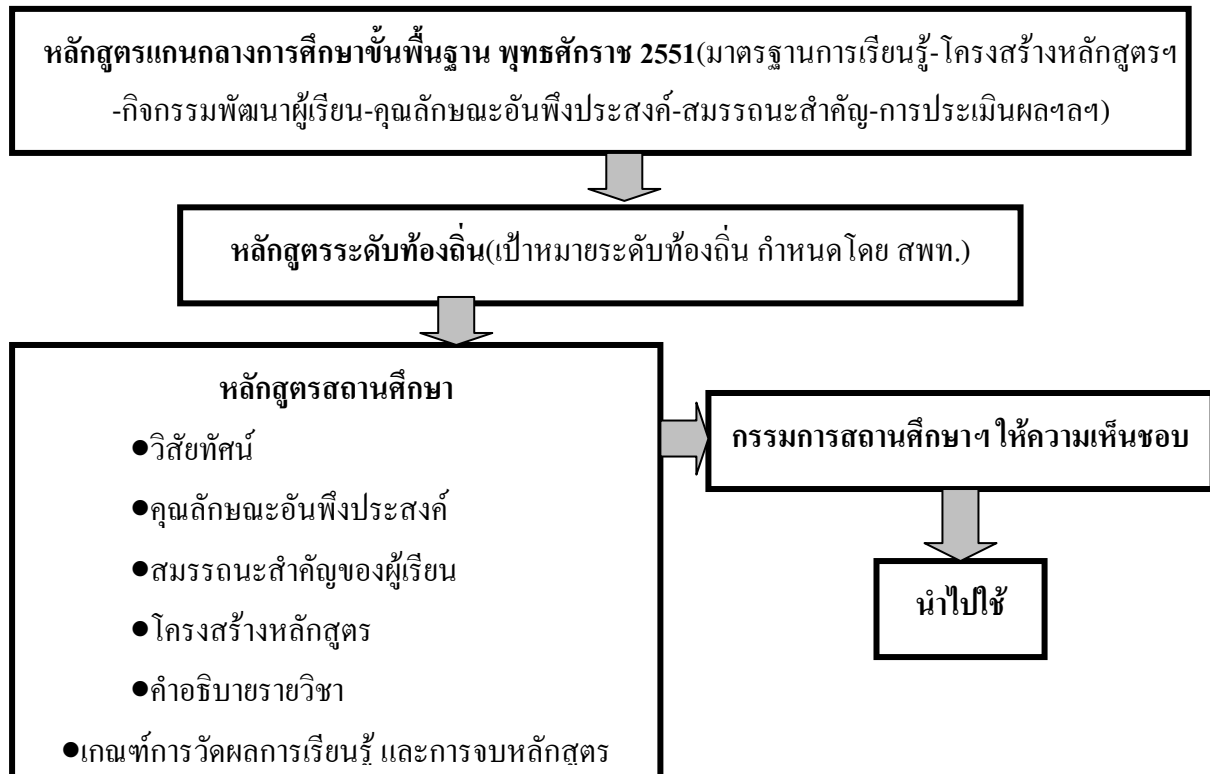 หลักสูตรแกนกลางการศึกษาขั้นพื้นฐาน พุทธศักราช 2551(มาตรฐานการเรียนรู้-โครงสร้างหลักสูตรฯ
-กิจกรรมพัฒนาผู้เรียน-คุณลักษณะอันพึงประสงค์-สมรรถนะสำคัญ-การประเมินผลฯลฯ)
หลักสูตรระดับท้องถิ่น(เป้าหมายระดับท้องถิ่น กำหนดโดย สพท.)
หลักสูตรสถานศึกษา
●วิสัยทัศน์
●คุณลักษณะอันพึงประสงค์
●สมรรถนะสำคัญของผู้เรียน
●โครงสร้างหลักสูตร
●คำอธิบายรายวิชา
●เกณฑ์การวัดผลการเรียนรู้ และการจบหลักสูตร
กรรมการสถานศึกษาฯ ให้ความเห็นชอบ
นำไปใช้